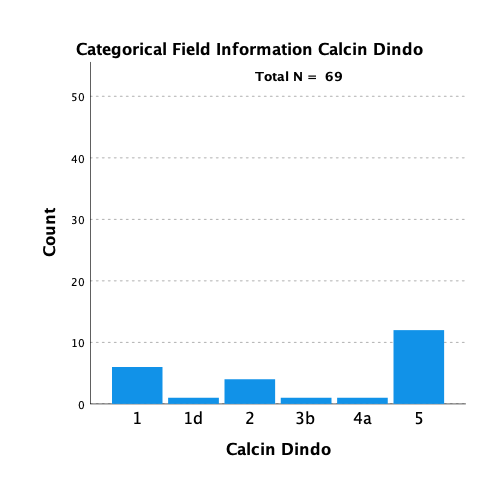 Categorical Field Information Calcin Dindo
Total N = 69
50
40
30
20
10
0
Count
1 1d 2 3b 4a 5
Calcin Dindo